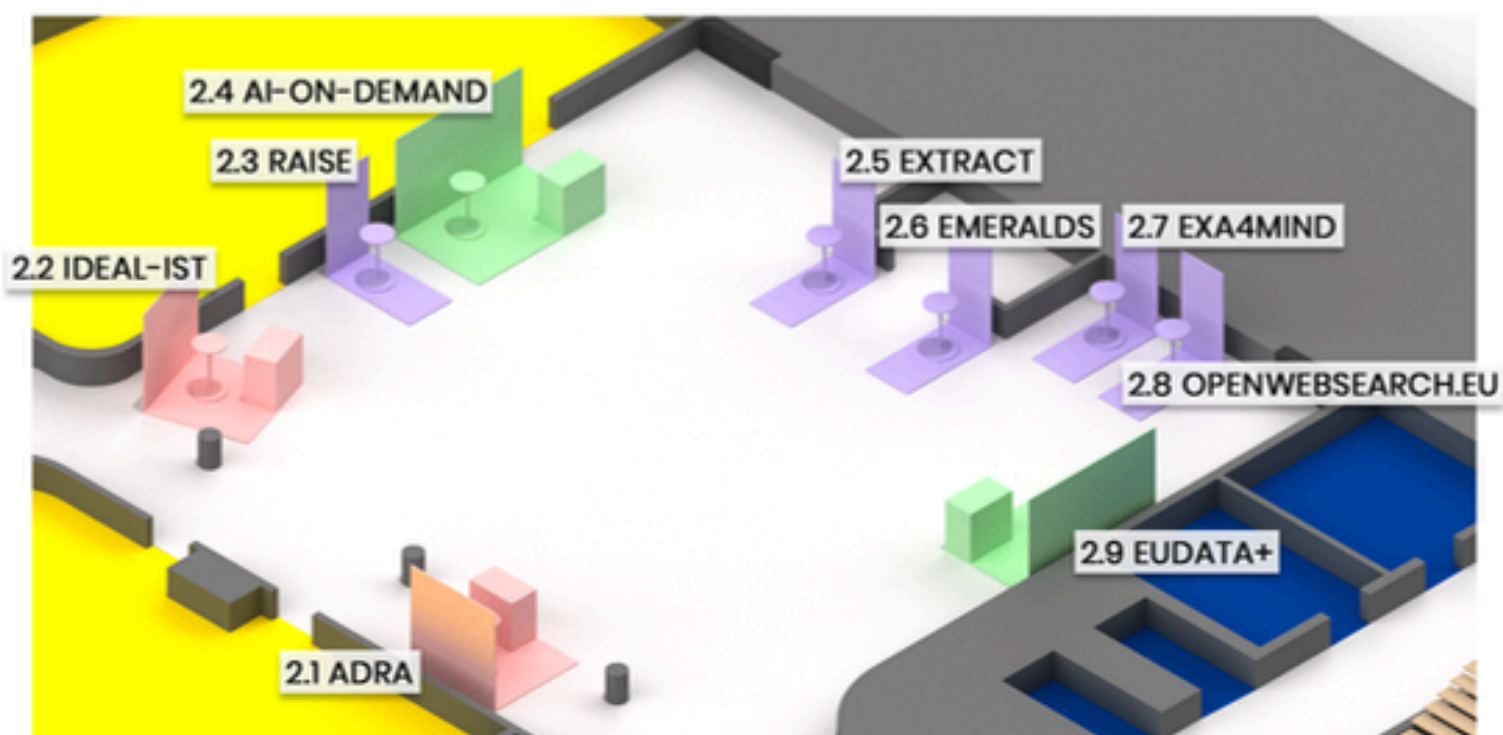 2.4 AI-ON-DEMAND
2.3 RAISE
2.5 EXTRACT
2.6 EMERALDS
2.7 EXA4MIND
2.2 IDEAL-IST
2.8 OPENWEBSEARCH.EU
2.9 EUDATA+
2.1 ADRA